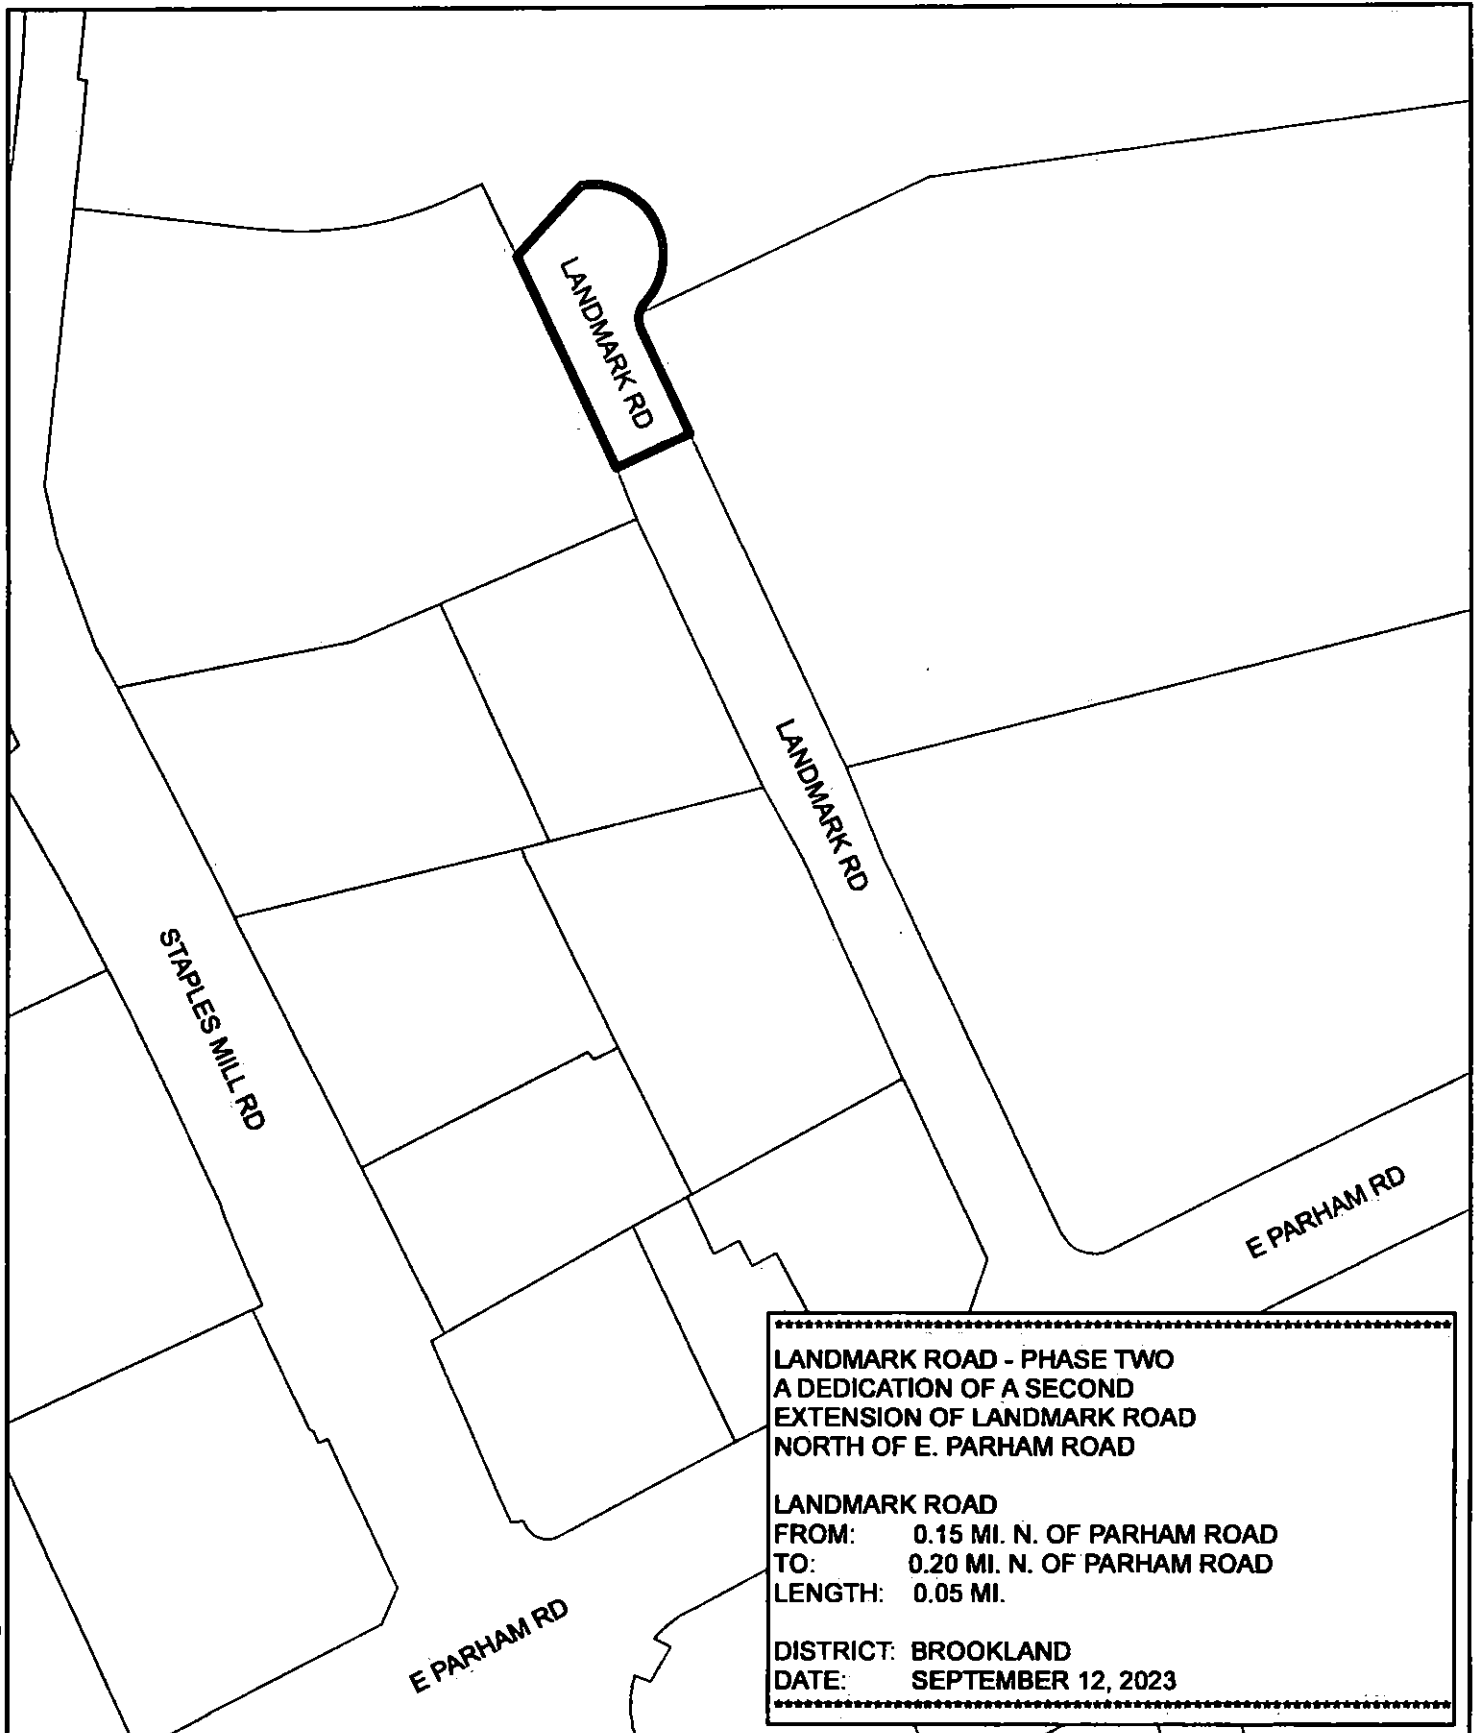 LANDMARK RD
LANDMARK RD
STAPLES MILL RD
E PARHAM RD
E PARHAM RD
LANDMARK ROAD - PHASE TWO
A DEDICATION OF A SECOND
EXTENSION OF LANDMARK ROAD
NORTH OF E. PARHAM ROAD
LANDMARK ROAD
FROM: 0.15 MI. N. OF PARHAM ROAD
TO: 0.20 MI. N. OF PARHAM ROAD
LENGTH: 0.05 MI.
DISTRICT: BROOKLAND
DATE: SEPTEMBER 12, 2023